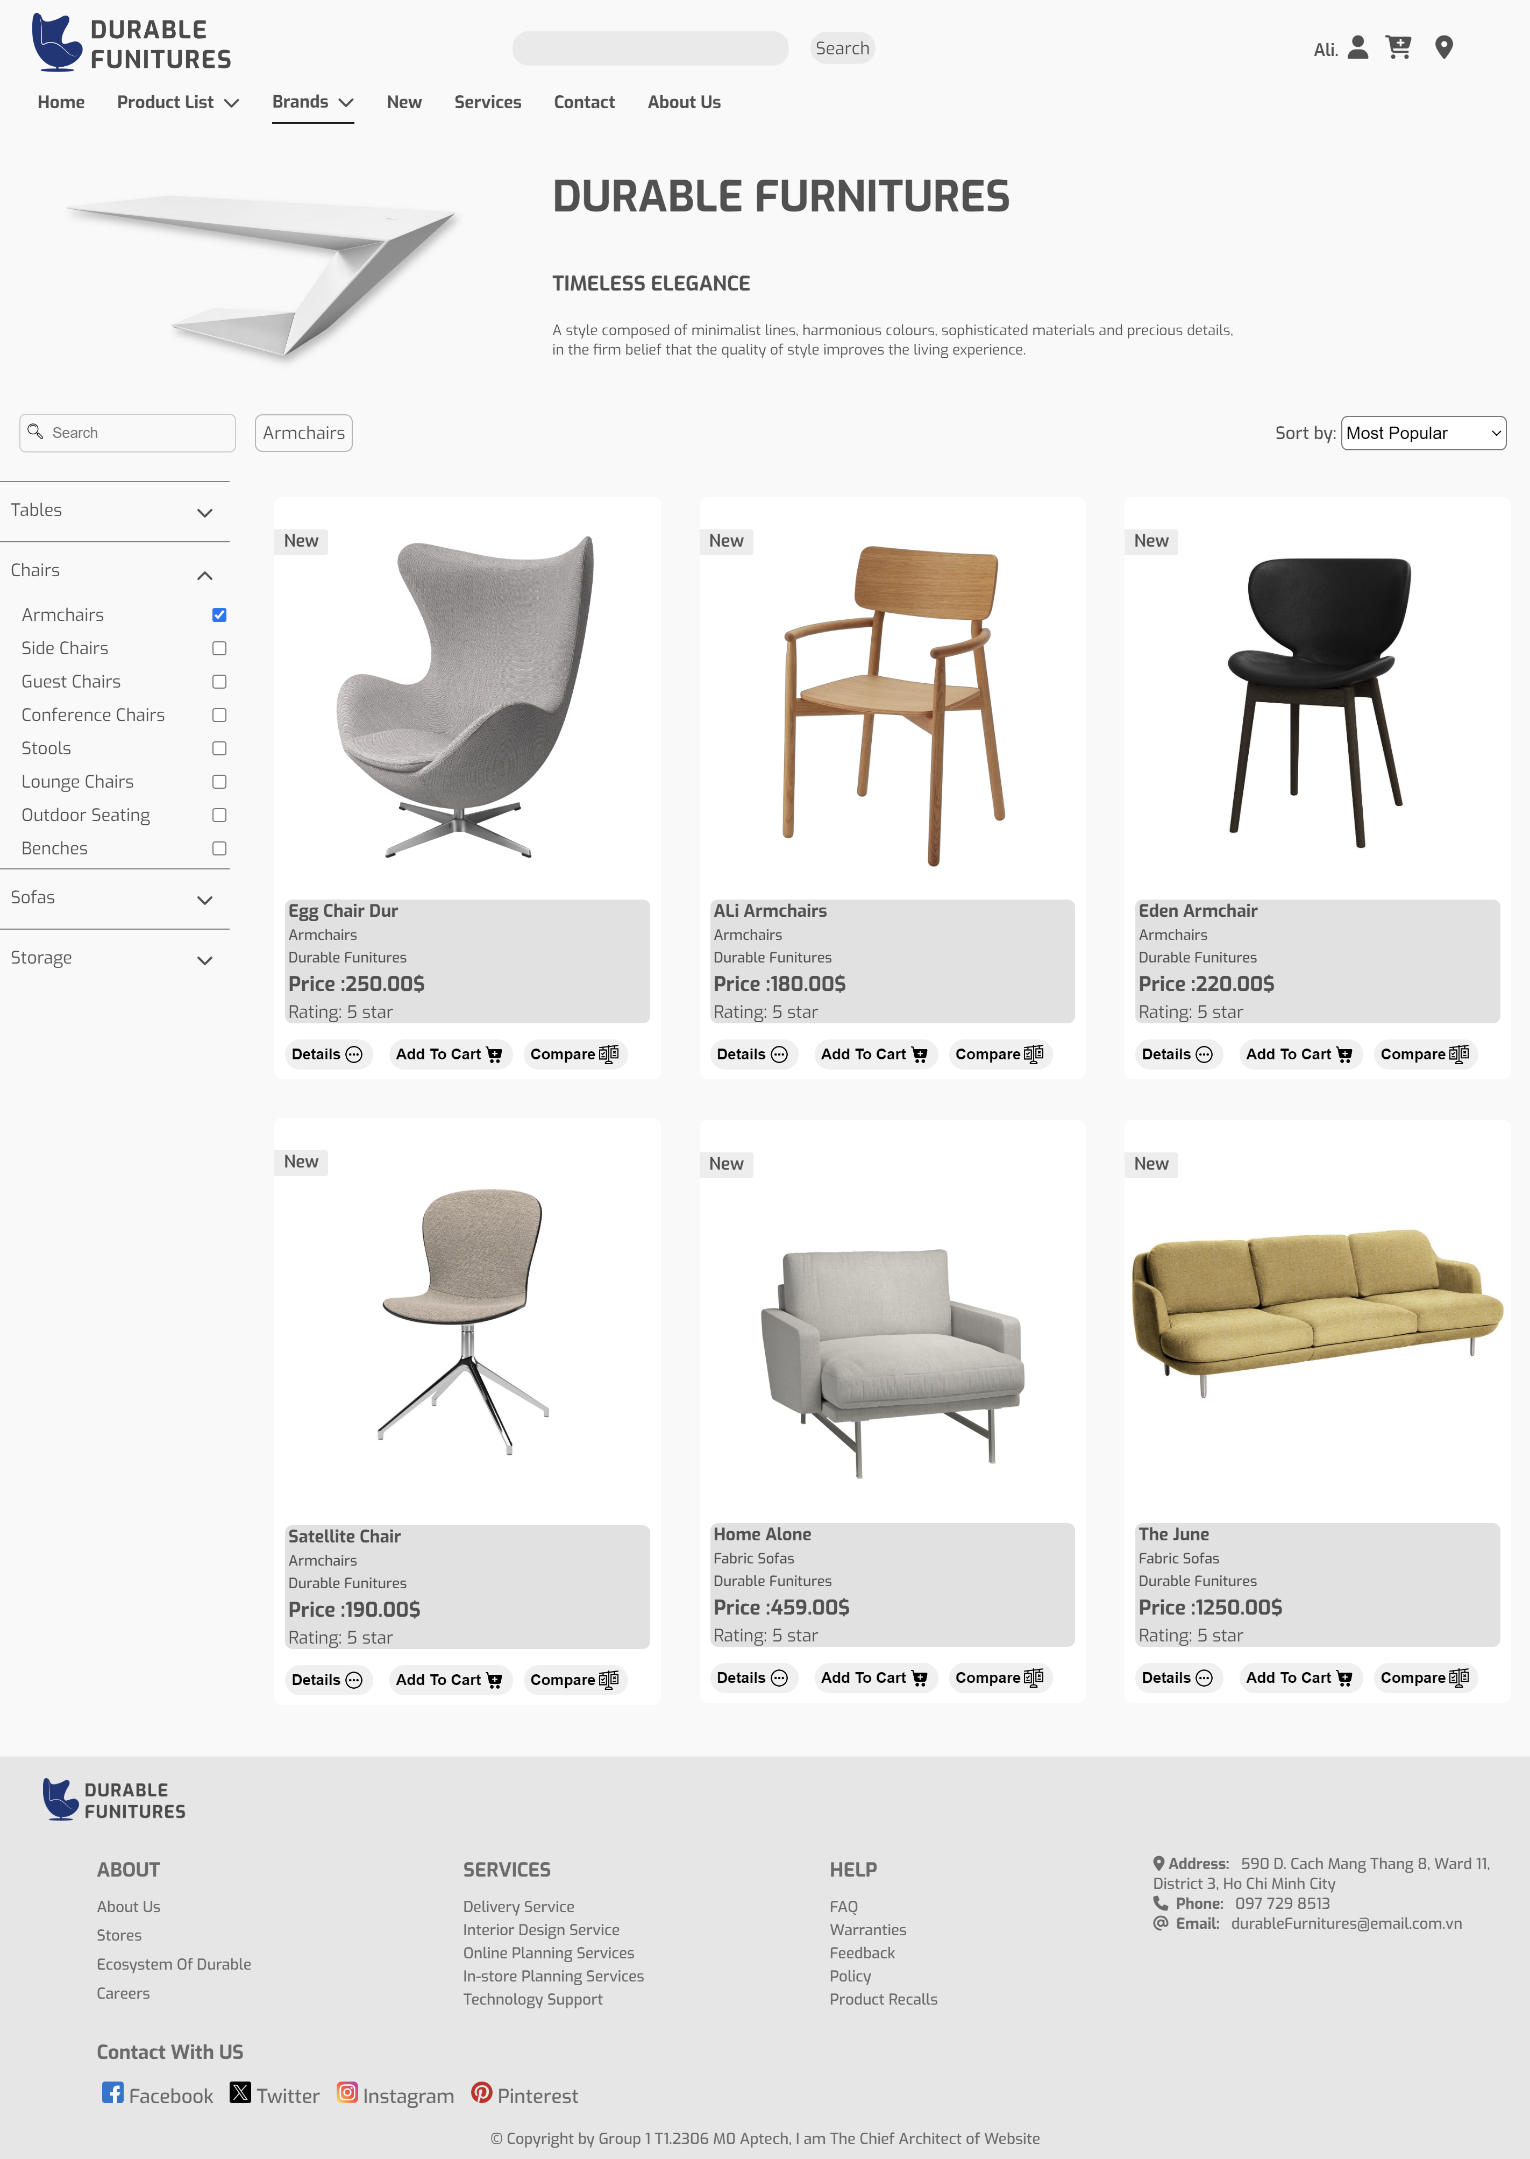 DURABLE
FUNITURES
Search
Ali.
Home Product List Brands New Services Contact About Us
DURABLE FURNITURES
TIMELESS ELEGANCE
A style composed of minimalist lines, harmonious colours, sophisticated materials and precious details,
in the firm belief that the quality of style improves the living experience.
Search
Armchairs
Sort by: Most Popular
Tables
Chairs
Armchairs
Side Chairs
Guest Chairs
Conference Chairs
Stools
Lounge Chairs
Outdoor Seating
Benches
Sofas
Storage
New
Egg Chair Dur
Armchairs
Durable Funitures
Price :250.00$
Rating: 5 star
Details Add To Cart Compare
New
ALi Armchairs
Armchairs
Durable Funitures
Price :180.00$
Rating: 5 star
Details Add To Cart Compare
New
Eden Armchair
Armchairs
Durable Funitures
Price :220.00$
Rating: 5 star
Details Add To Cart Compare
New
Satellite Chair
Armchairs
Durable Funitures
Price :190.00$
Rating: 5 star
Details Add To Cart Compare
New
Home Alone
Fabric Sofas
Durable Funitures
Price :459.00$
Rating: 5 star
Details Add To Cart Compare
New
The June
Fabric Sofas
Durable Funitures
Price :1250.00$
Rating: 5 star
Details Add To Cart Compare
DURABLE
FUNITURES
ABOUT
About Us
Stores
Ecosystem Of Durable
Careers
SERVICES
Delivery Service
Interior Design Service
Online Planning Services
In-store Planning Services
Technology Support
HELP
FAQ
Warranties
Feedback
Policy
Product Recalls
Address: 590 D. Cach Mang Thang 8, Ward 11,
District 3, Ho Chi Minh City
Phone: 097 729 8513
Email: durableFurnitures@email.com.vn
Contact With US
Facebook Twitter Instagram Pinterest
© Copyright by Group 1 T1.2306 M0 Aptech, I am The Chief Architect of Website